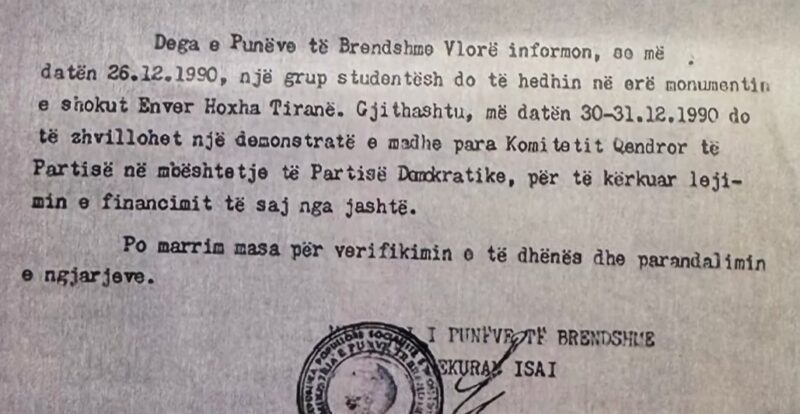 Dega e Punëve të Brendshme Vlorë informon, se më
datën 26.12.1990, një grup studentësh do të hedhin në erë monumentin
e shokut Enver Hoxha Tiranë. Gjithashtu, më datën 30-31.12.1990 do
të zhvillohet një demonstratë e madhe para Komitetit Qendror të
Partisë në mbështetje të Partisë Domokratike, për të kërkuar leji-
min e financimit të saj nga jashtë.
Po marrim masa për verifikimin e të dhënës dhe parandalimin
e ngjarjeve.
I PUNËVE TË BRENDSHME
ISAI